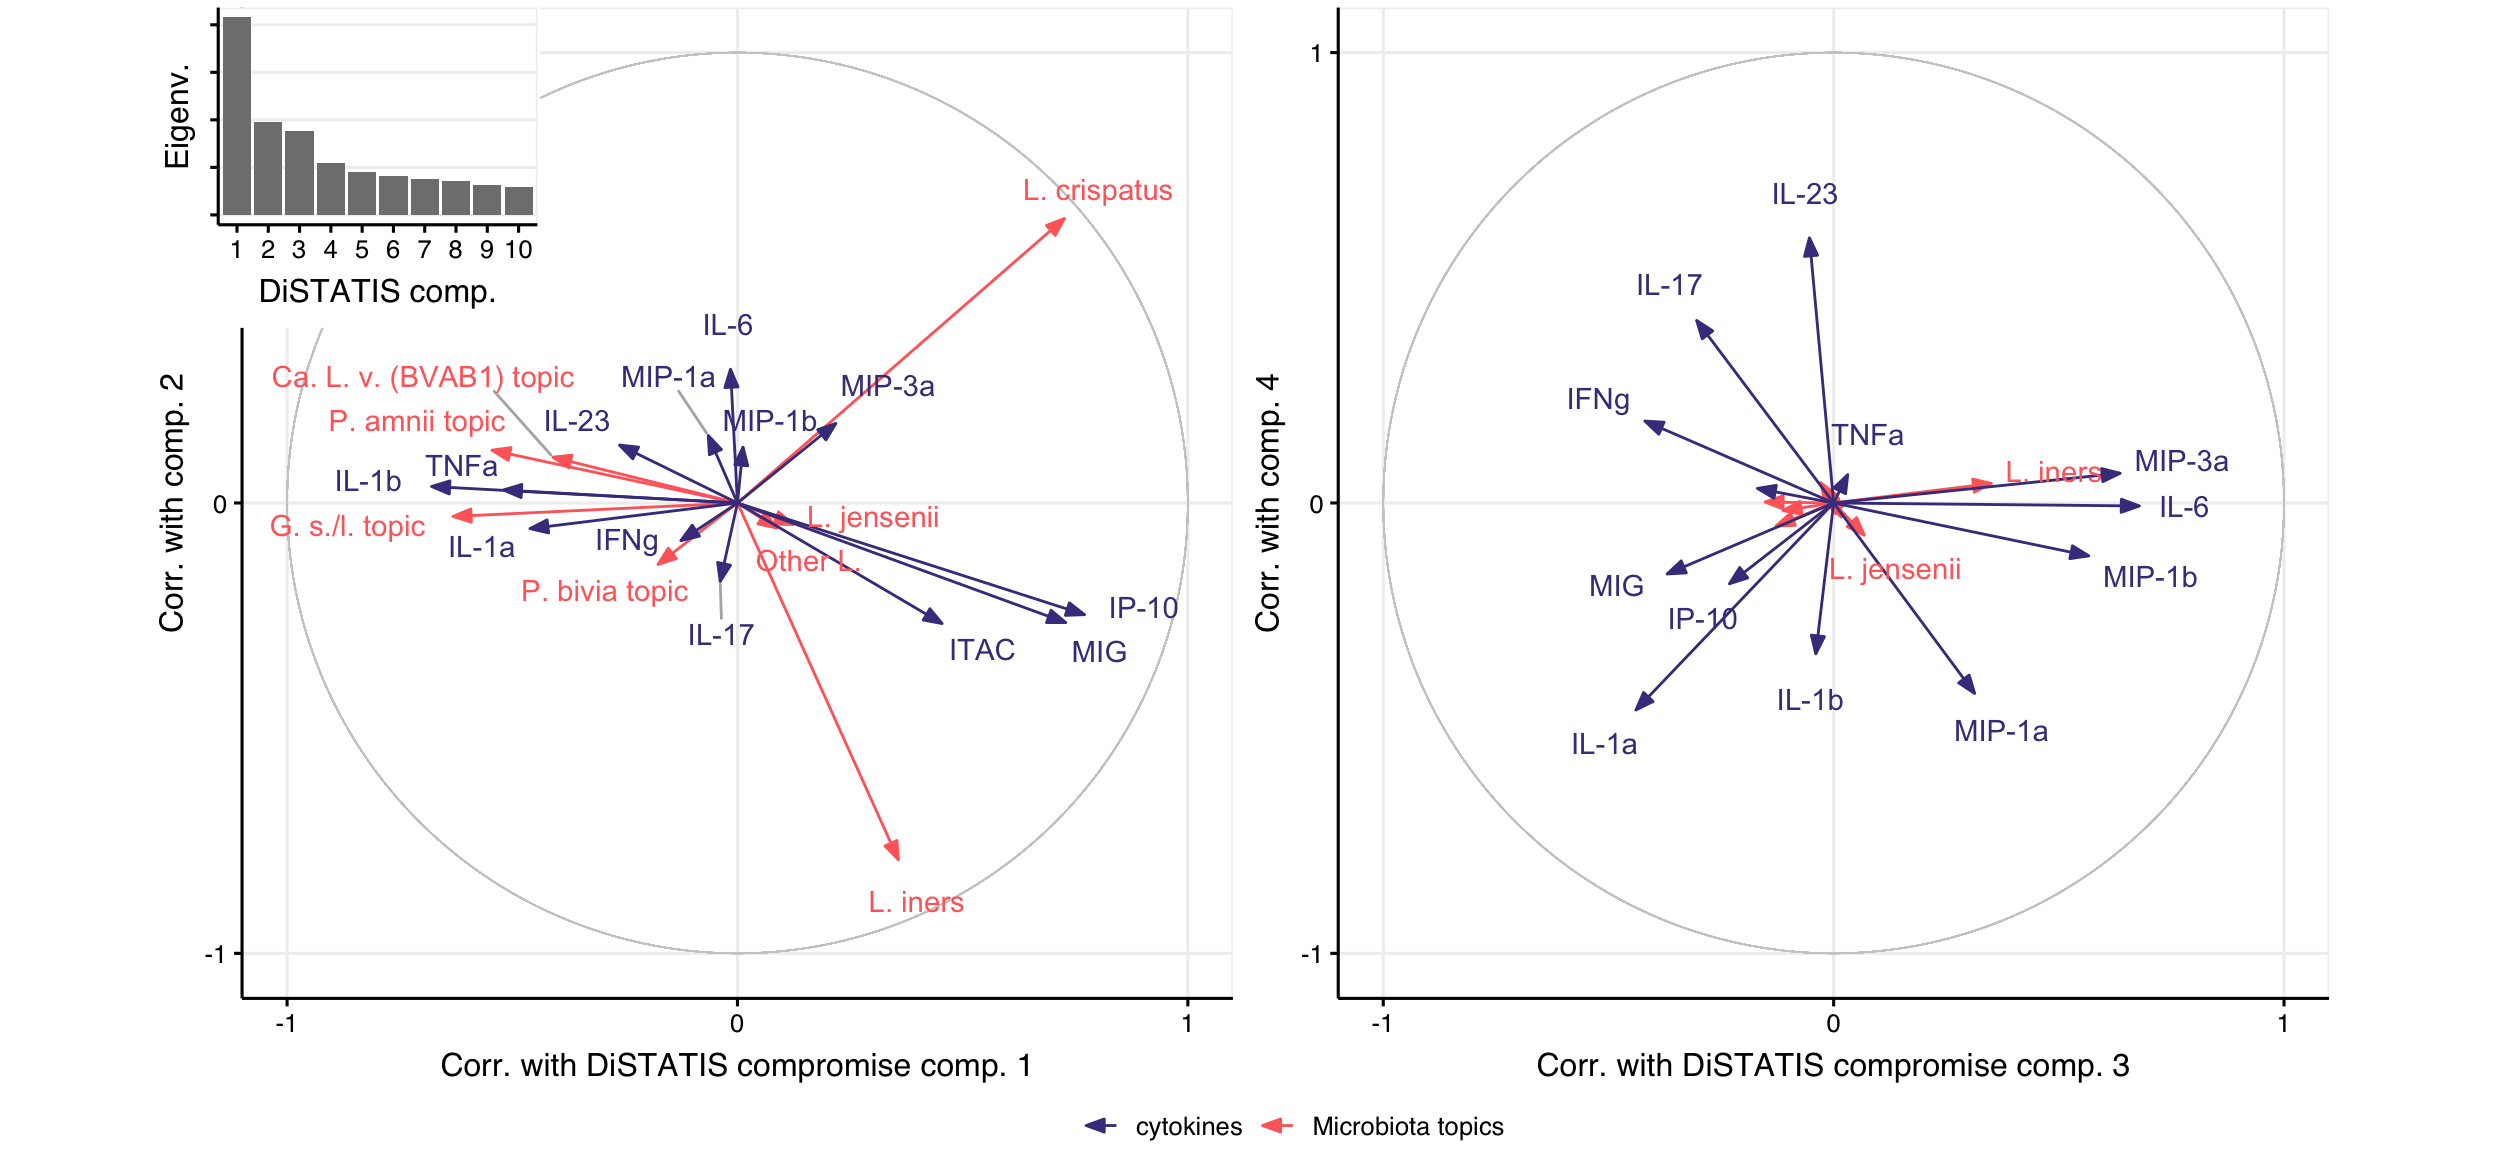 Eigenv.
1 2 3 4 5 6 7 8 9 10
DiSTATIS comp.
Corr. with comp. 2
0
-1
-1 0 1
Corr. with DiSTATIS compromise comp. 1
L. crispatus
IL-6
Ca. L. v. (BVAB1) topic
MIP-1a
MIP-3a
P. amnii topic
IL-23
MIP-1b
TNFa
IL-1b
G. s./l. topic
L. jensenii
IL-1a
IFNg
Other L.
P. bivia topic
IP-10
IL-17
ITAC
MIG
L. iners
Corr. with comp. 4
1
0
-1
-1 0 1
Corr. with DiSTATIS compromise comp. 3
IL-23
IL-17
IFNg
TNFa
MIP-3a
L. iners
IL-6
L. jensenii
MIP-1b
MIG
IP-10
IL-1b
MIP-1a
IL-1a
cytokines
Microbiota topics